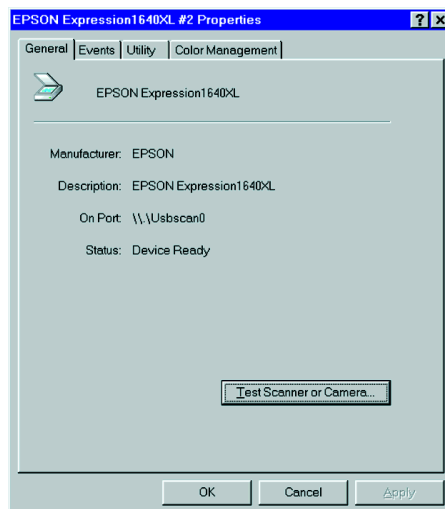 EPSON Expression1640XL #2 Properties
General Events Utility Color Management
EPSON Expression1640XL
Manufacturer: EPSON
Description: EPSON Expression1640XL
On Port: \\.\Usbscan0
Status: Device Ready
Test Scanner or Camera...
OK Cancel Apply